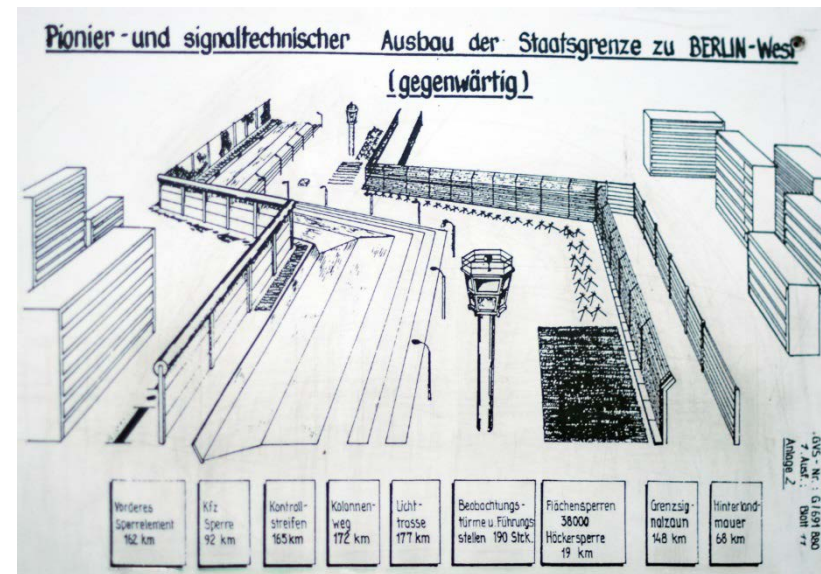 Pionier-und signaltechnischer Ausbau der Staatsgrenze zu BERLIN-West
(gegenwärtig)
Vorderes
Sperrelement
162 km
Kfz
Sperre
92 km
Kontroll-
streifen
165 km
Kolonnen-
weg
172 km
Licht-
trasse
177 km
Beobachtungs-
türme u. Führungs
stellen 190 Stck.
Flächensperren
38000
Höckersperre
19 km
Grenzsig-
nalzaun
148 km
Hinterland-
mauer
68 km
GVS-Nr.: G/691 880
Ausf., Blatt 11
Anlage 2